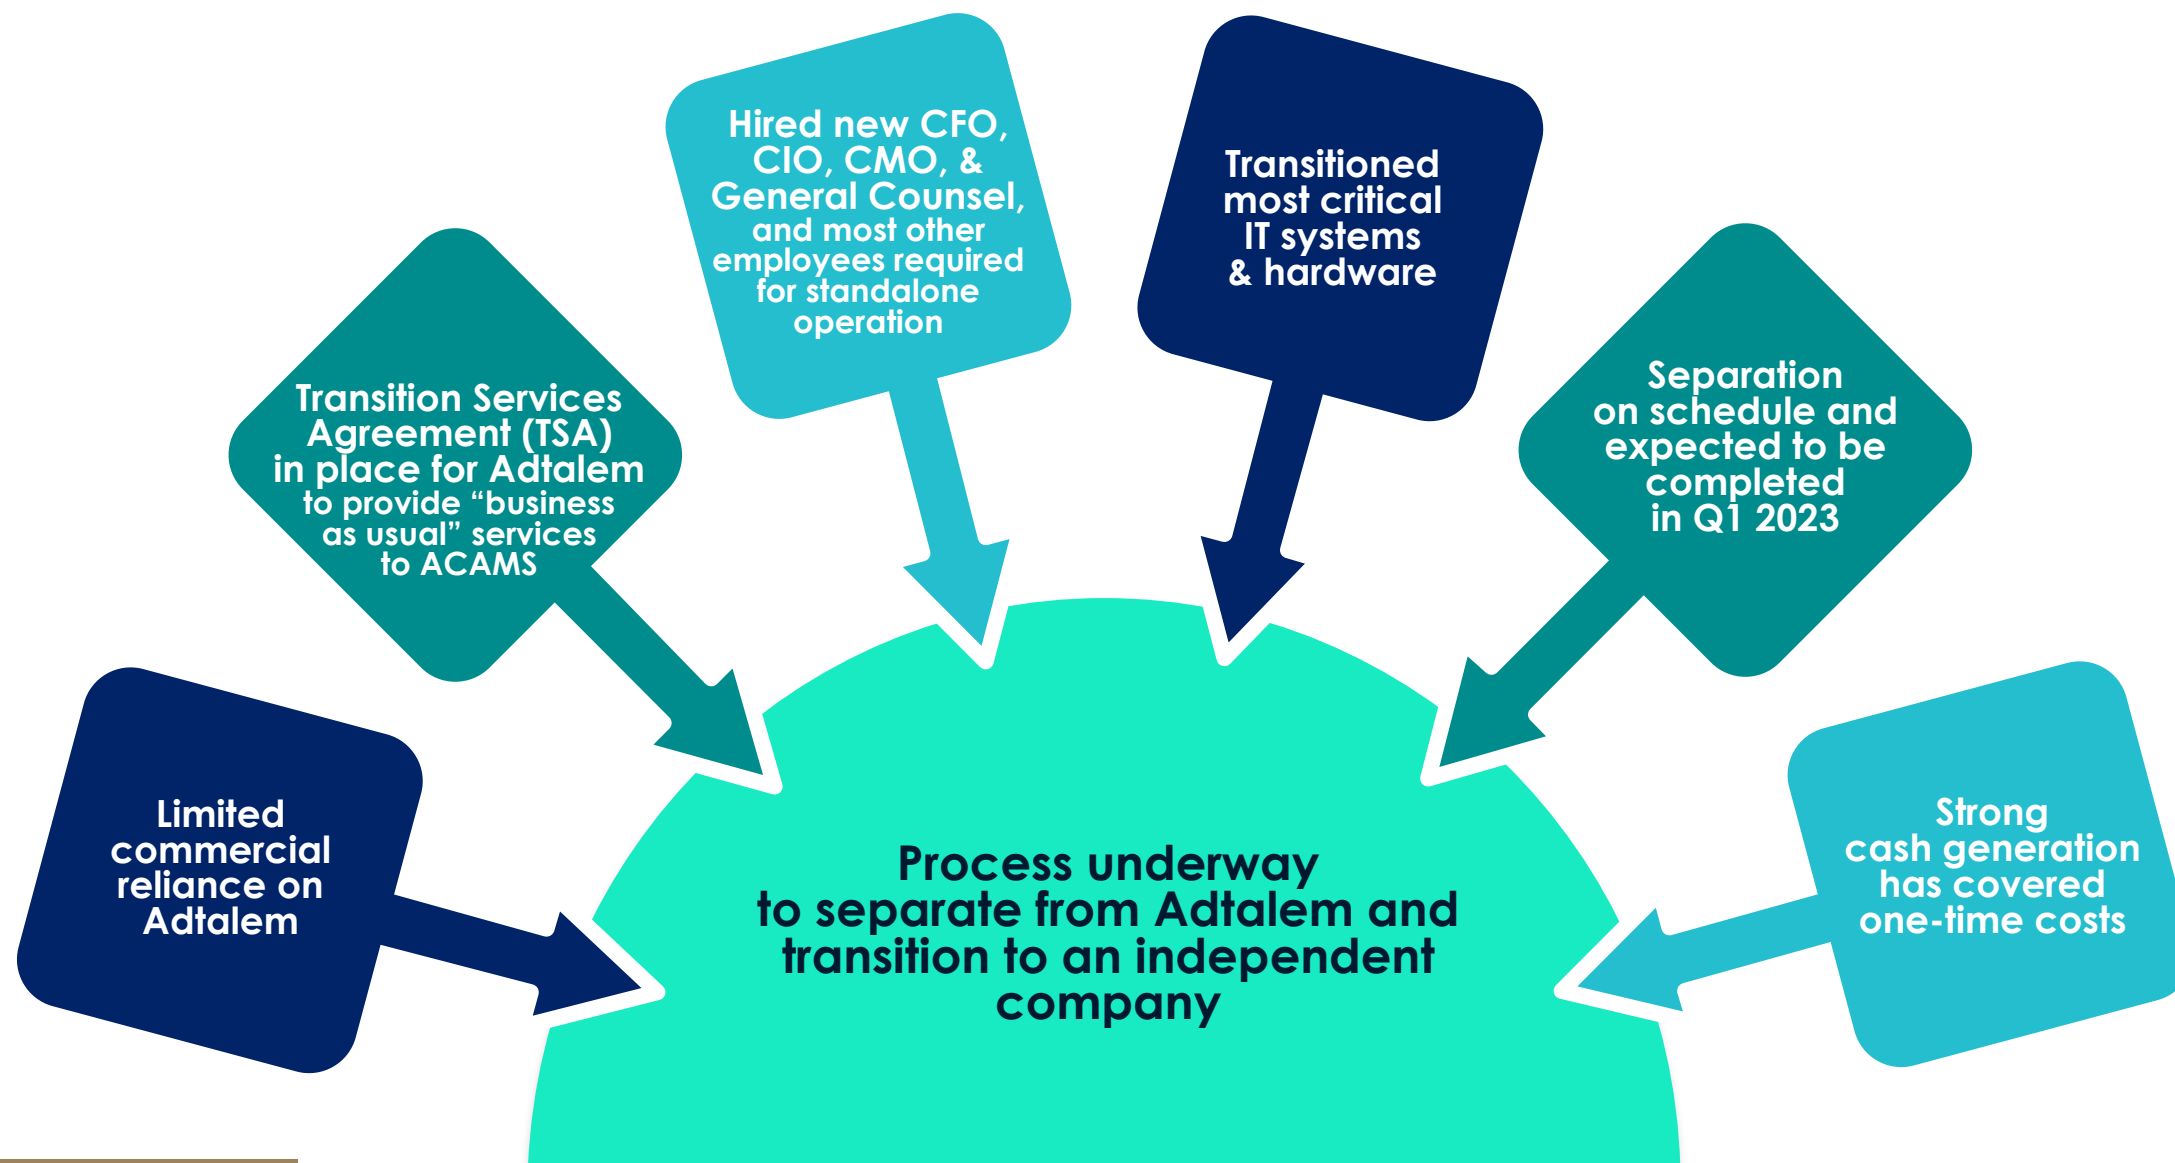 Limited
commercial
reliance on
Adtalem
Transition Services
Agreement (TSA)
in place for Adtalem
to provide “business
as usual” services
to ACAMS
Hired new CFO,
CIO, CMO, &
General Counsel,
and most other
employees required
for standalone
operation
Transitioned
most critical
IT systems
& hardware
Separation
on schedule and
expected to be
completed
in Q1 2023
Strong
cash generation
has covered
one-time costs
Process underway
to separate from Adtalem and
transition to an independent
company